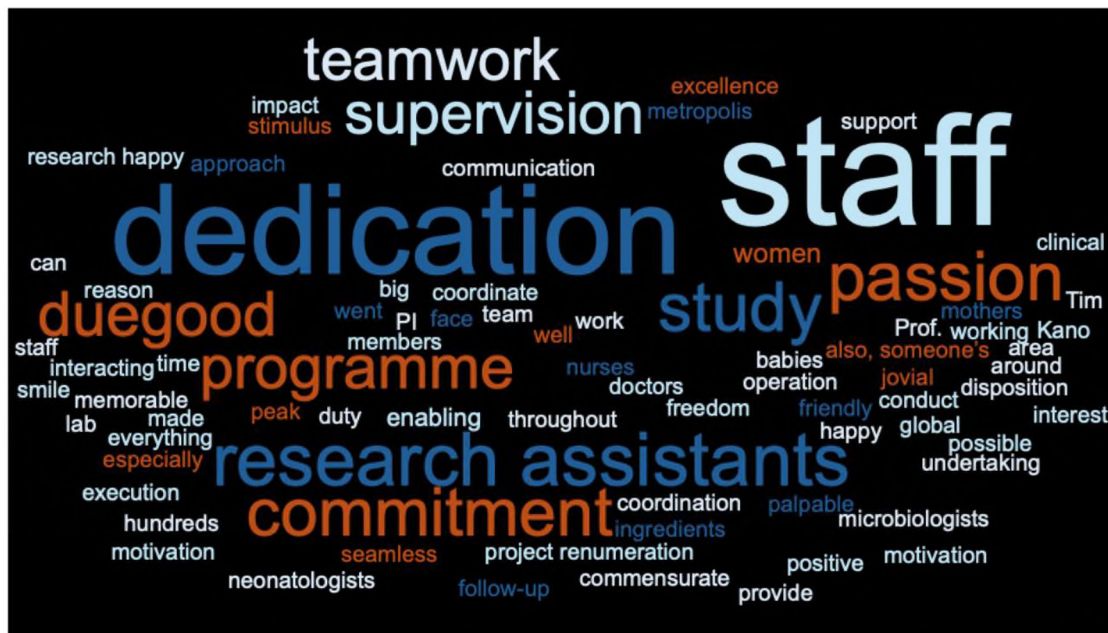 teamwork
excellence
impact
supervision
metropolis
stimulus
support
staff
research happy
approach
communication
dedication
women
clinical
can
passion
reason
big
coordinate
study
duegood
went
PI
face
team
mothers
Tim
well
work
Prof.
working
Kano
staff
members
also, someone's
area
interacting
time
programme
nurses
babies
around
smile
doctors
operation
jovial
disposition
memorable
made
peak
duty
enabling
throughout
freedom
friendly
conduct
interest
lab
happy
global
everything
possible
especially
research assistants
undertaking
execution
commitment
coordination
palpable
hundreds
ingredients
microbiologists
motivation
seamless
project renumeration
positive
motivation
neonatologists
follow-up
commensurate
provide